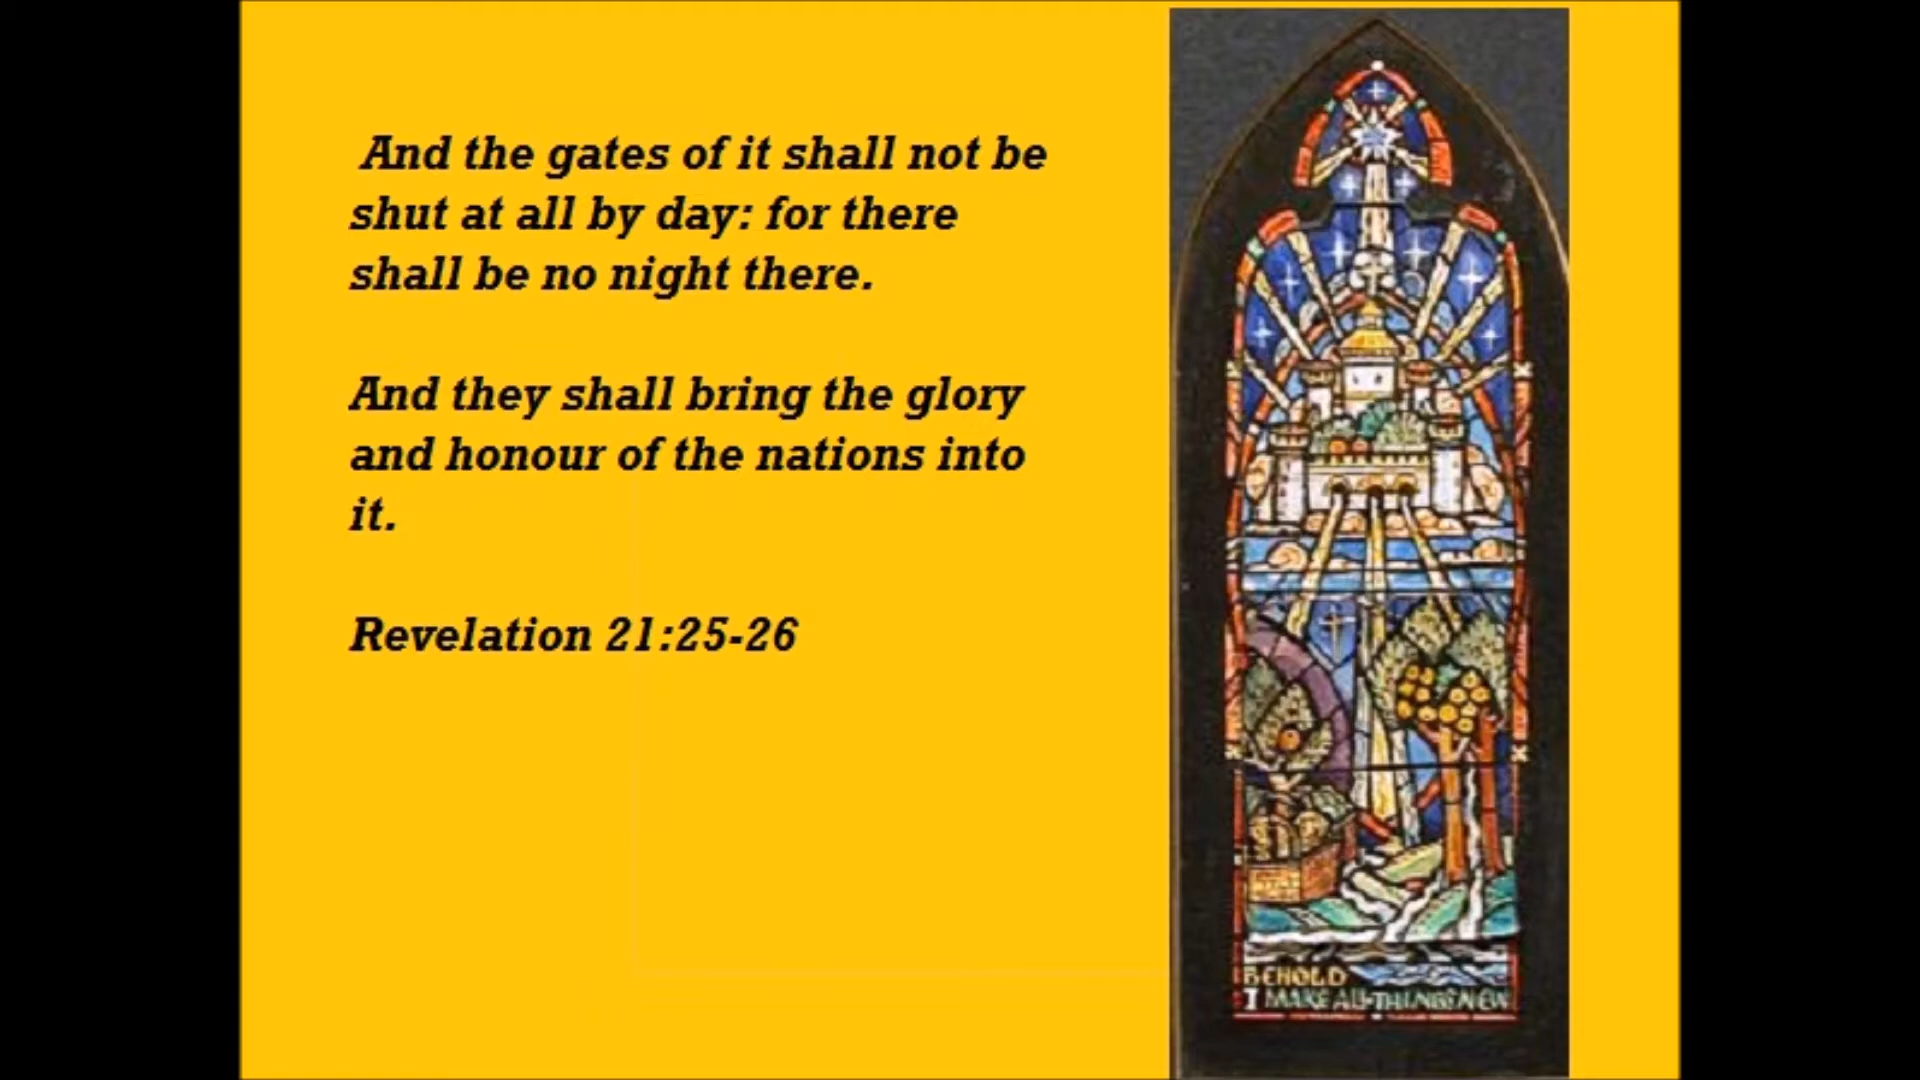 And the gates of it shall not be
shut at all by day: for there
shall be no night there.
And they shall bring the glory
and honour of the nations into
it.
Revelation 21:25-26
BEHOLD
I MAKE ALL THINGS NEW